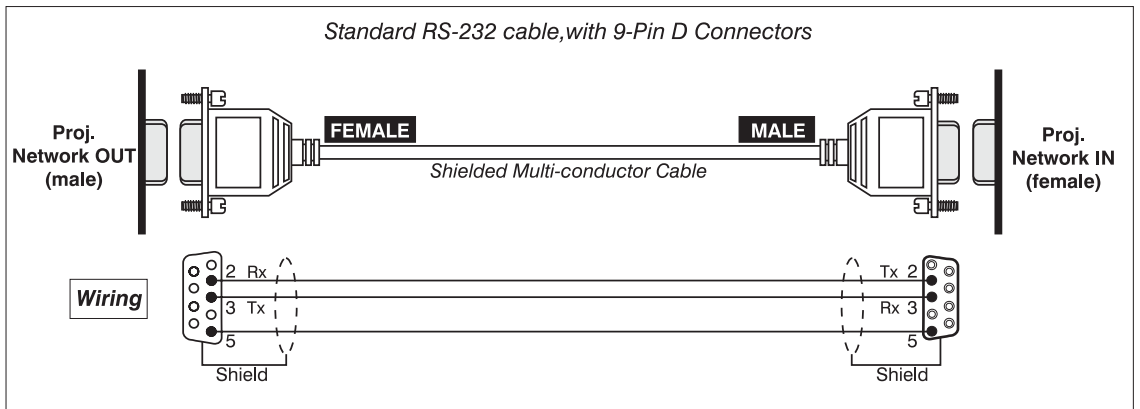 Standard RS-232 cable,with 9-Pin D Connectors
Proj.
Network OUT
(male)
FEMALE
MALE
Shielded Multi-conductor Cable
Proj.
Network IN
(female)
Wiring
2 Rx
3 Tx
5
Shield
Tx 2
Rx 3
5
Shield